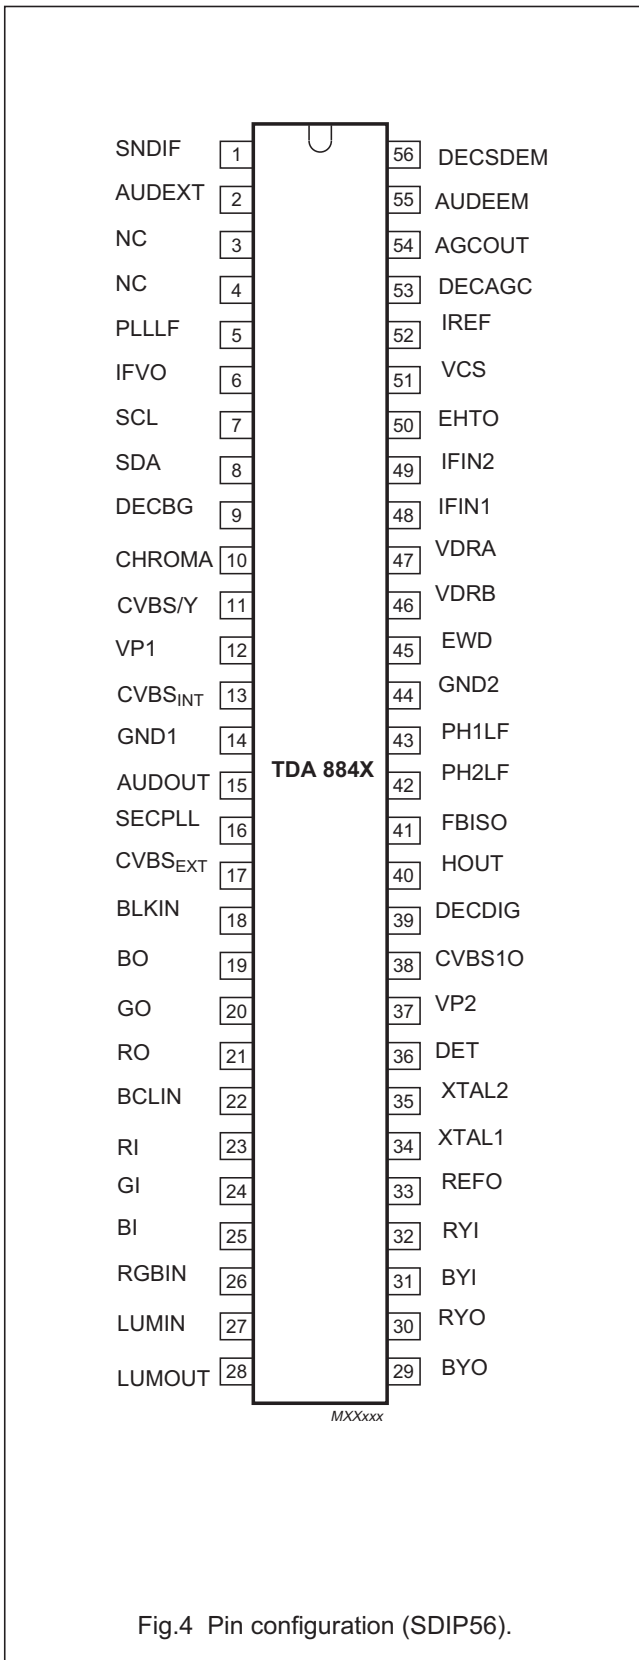 SNDIF 1 56 DECSDEM
AUDEXT 2 55 AUDEEM
NC 3 54 AGCOUT
NC 4 53 DECAGC
PLLLF 5 52 IREF
IFVO 6 51 VCS
SCL 7 50 EHTO
SDA 8 49 IFIN2
DECBG 9 48 IFIN1
CHROMA 10 47 VDRA
CVBS/Y 11 46 VDRB
VP1 12 45 EWD
CVBSINT 13 44 GND2
GND1 14 43 PH1LF
TDA 884X
AUDOUT 15 42 PH2LF
SECPLL 16 41 FBISO
CVBSEXT 17 40 HOUT
BLKIN 18 39 DECDIG
BO 19 38 CVBS1O
GO 20 37 VP2
RO 21 36 DET
BCLIN 22 35 XTAL2
RI 23 34 XTAL1
GI 24 33 REFO
BI 25 32 RYI
RGBIN 26 31 BYI
LUMIN 27 30 RYO
LUMOUT 28 29 BYO
MXXxxx
Fig.4 Pin configuration (SDIP56).